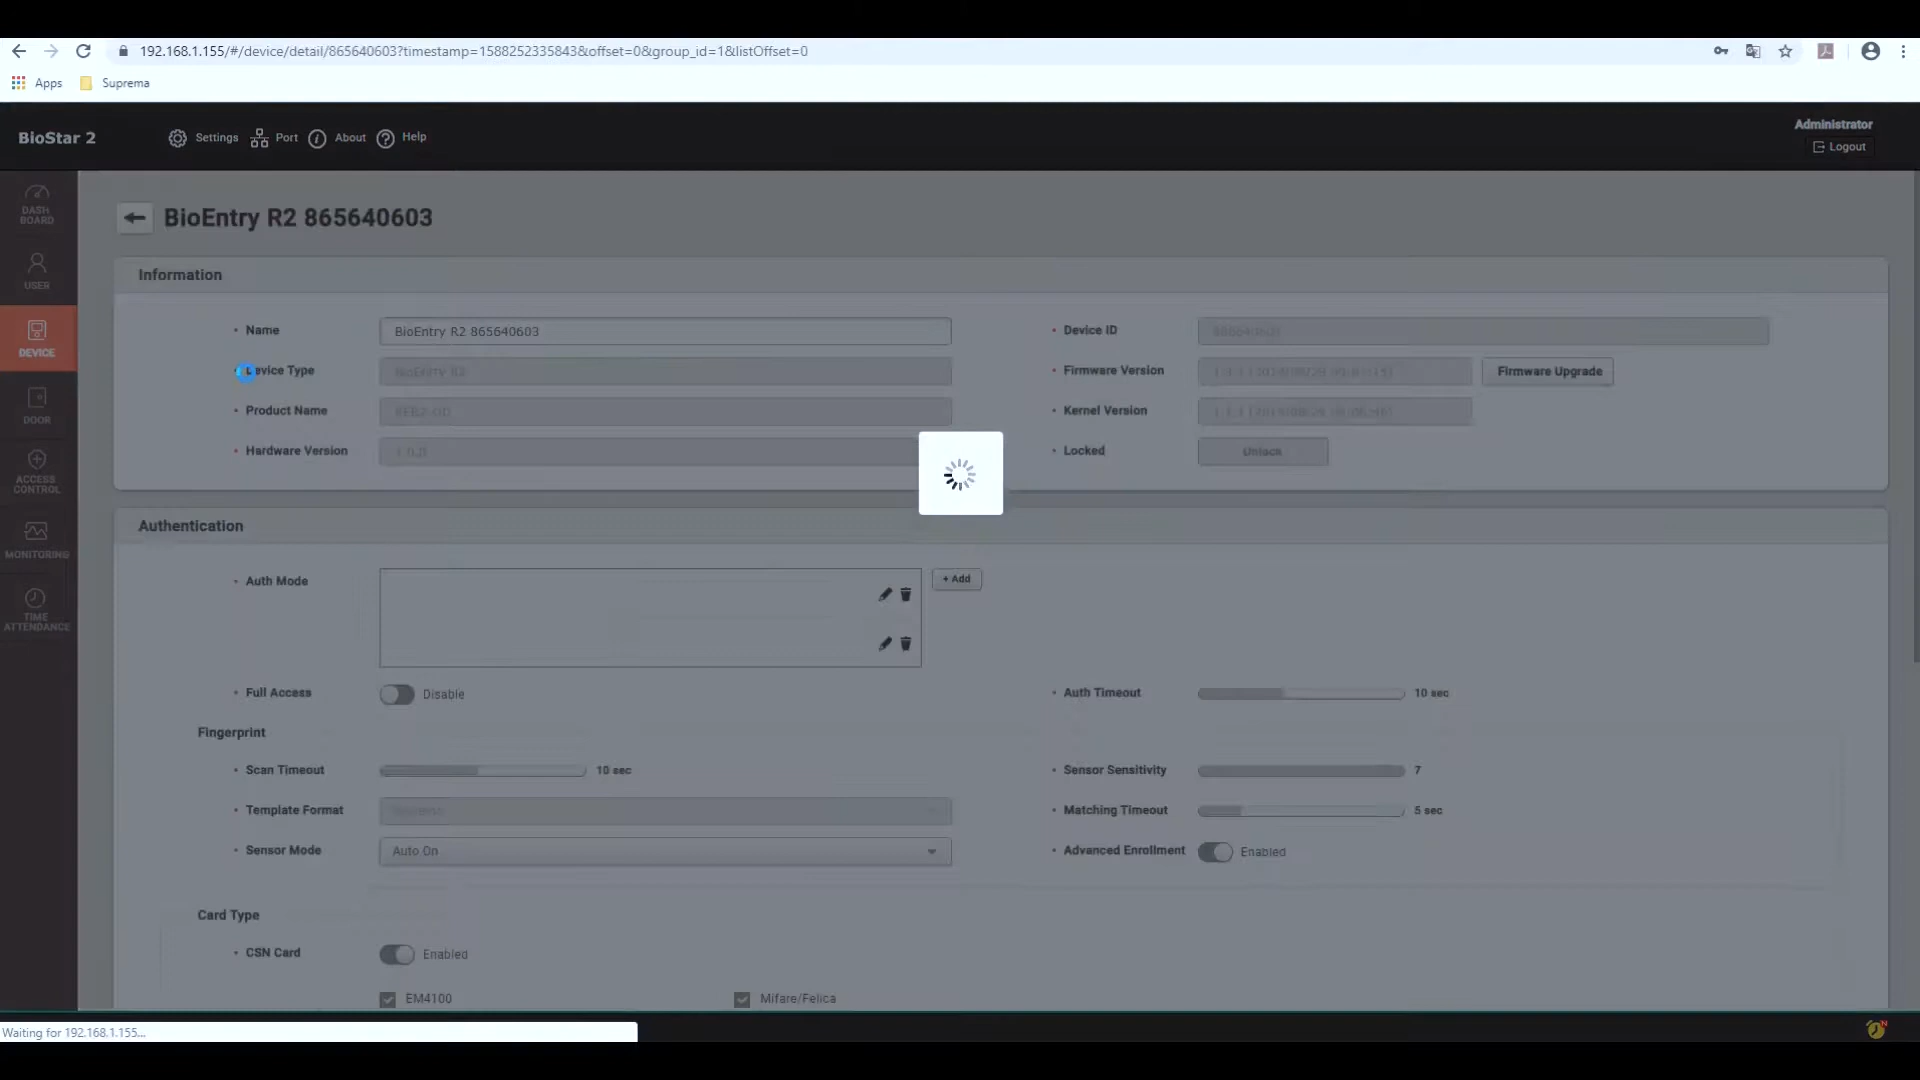 192.168.1.155/#/device/detail/865640603?timestamp=1588252335843&offset=0&group_id=1&listOffset=0
Apps
Suprema
BioStar 2
Settings
Port
About
Help
Administrator
Logout
DASH
BOARD
USER
DEVICE
DOOR
ACCESS
CONTROL
MONITORING
TIME
ATTENDANCE
BioEntry R2 865640603
Information
Name
BioEntry R2 865640603
Device ID
Device Type
BioEntry R2
Firmware Version
Firmware Upgrade
Product Name
Kernel Version
Hardware Version
Locked
Unlock
Authentication
Auth Mode
+ Add
Full Access
Disable
Auth Timeout
10 sec
Fingerprint
Scan Timeout
10 sec
Sensor Sensitivity
7
Template Format
Matching Timeout
5 sec
Sensor Mode
Auto On
Advanced Enrollment
Enabled
Card Type
CSN Card
Enabled
EM4100
Mifare/Felica
Waiting for 192.168.1.155...